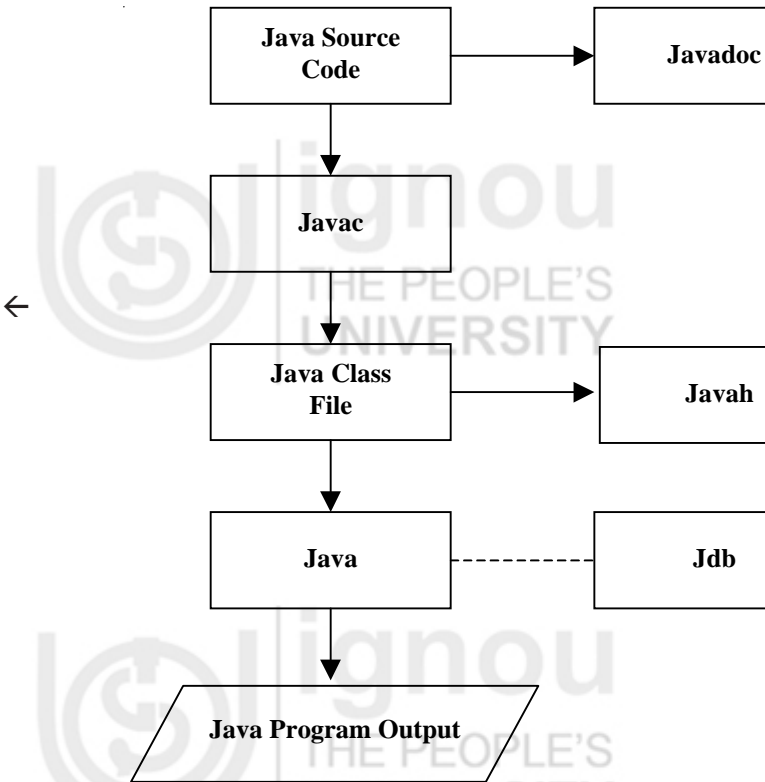 Java Source
Code
Javadoc
ignou
Javac
THE PEOPLE'S
UNIVERSITY
←
Java Class
File
Javah
Java
Jdb
ignou
Java Program Output
THE PEOPLE'S